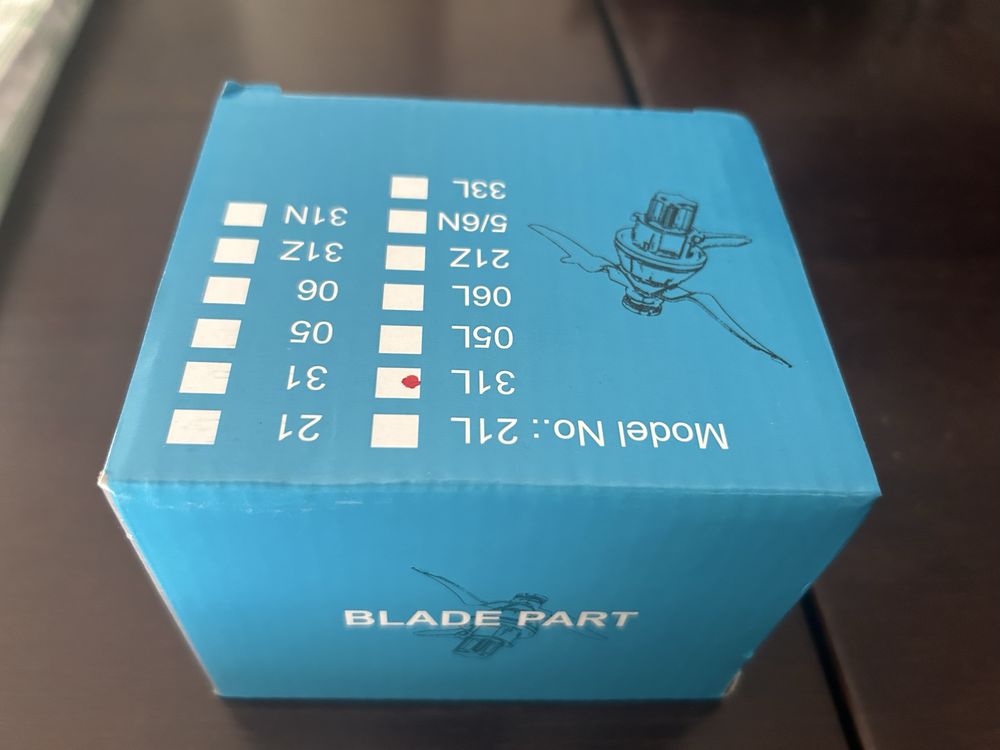 Model No.: 21L 21
31L 31
05L 05
06L 06
21Z 31Z
5/6N 31N
33L
BLADE PART